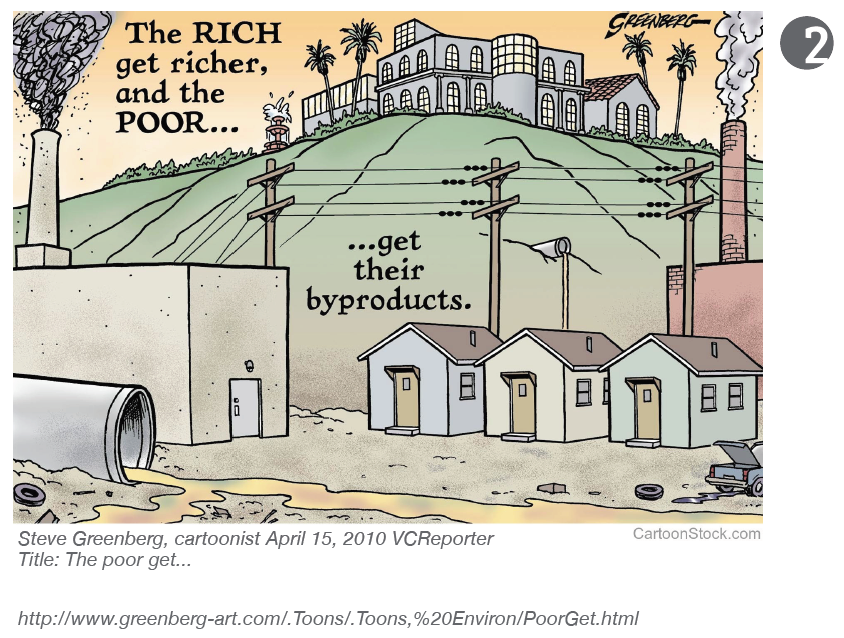 The RICH
get richer,
and the
POOR...
GREENBERG
2
...get
their
byproducts.
Steve Greenberg, cartoonist April 15, 2010 VCReporter
CartoonStock.com
Title: The poor get...
http://www.greenberg-art.com/.Toons/.Toons,%20Environ/PoorGet.html